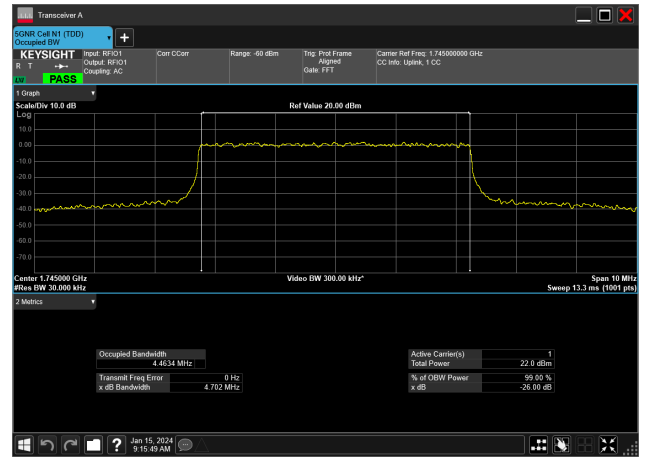 Transceiver A
5GNR Cell N1 (TDD)
Occupied BW
KEYSIGHT
R T
LXI
PASS
Input: RFIO1
Output: RFIO1
Coupling: AC
Corr CCorr
Range: -60 dBm
Trig: Prot Frame
Aligned
Gate: FFT
Carrier Ref Freq: 1.745000000 GHz
CC Info: Uplink, 1 CC
1 Graph
Scale/Div 10.0 dB
Ref Value 20.00 dBm
Log
10.0
0.00
-10.0
-20.0
-30.0
-40.0
-50.0
-60.0
-70.0
Center 1.745000 GHz
Video BW 300.00 kHz*
Span 10 MHz
#Res BW 30.000 kHz
Sweep 13.3 ms (1001 pts)
2 Metrics
Occupied Bandwidth
4.4634 MHz
Active Carrier(s) 1
Total Power 22.0 dBm
Transmit Freq Error 0 Hz
x dB Bandwidth 4.702 MHz
% of OBW Power 99.00 %
x dB -26.00 dB
?
Jan 15, 2024
9:15:49 AM